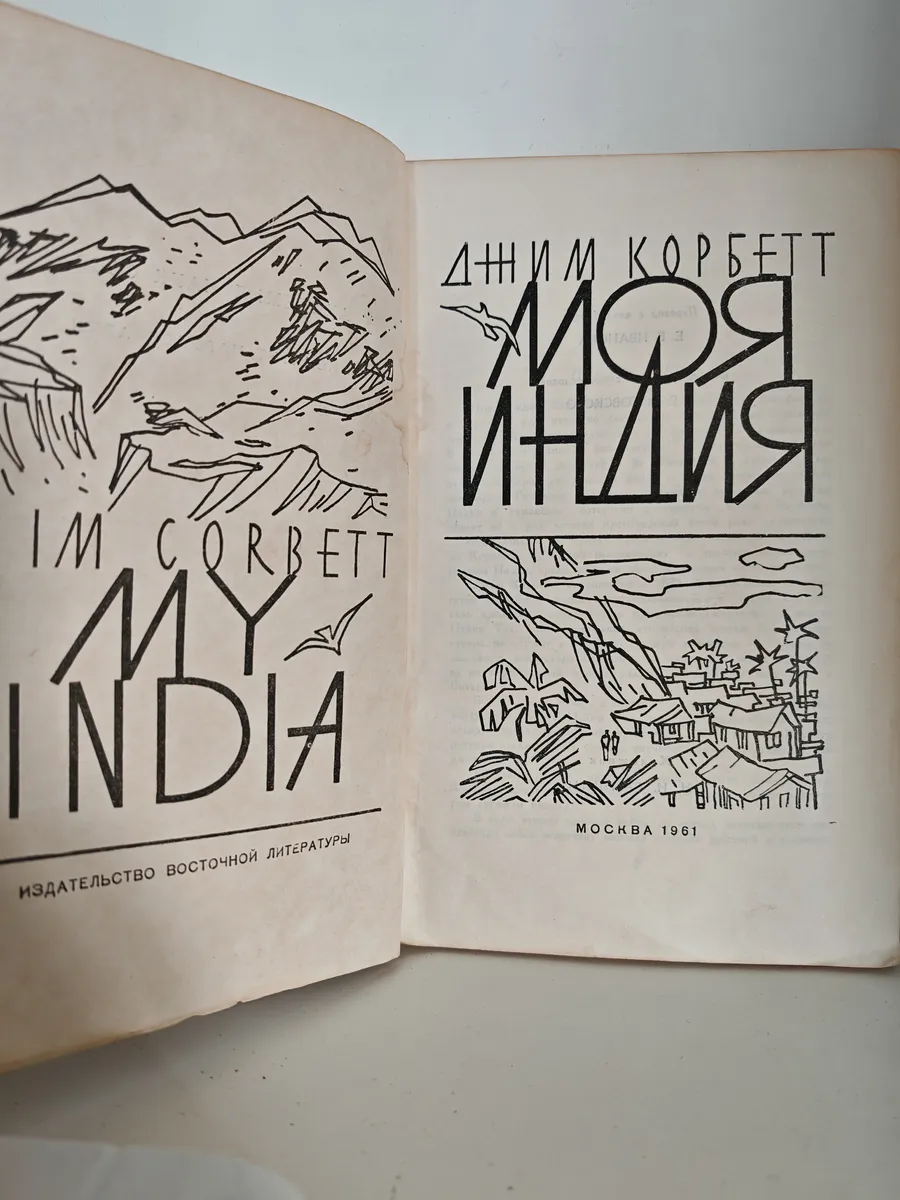 IM CORBETT
MY
INDIA
ИЗДАТЕЛЬСТВО ВОСТОЧНОЙ ЛИТЕРАТУРЫ
ДЖИМ КОРБЕТТ
МОЯ
ИНДИЯ
МОСКВА 1961